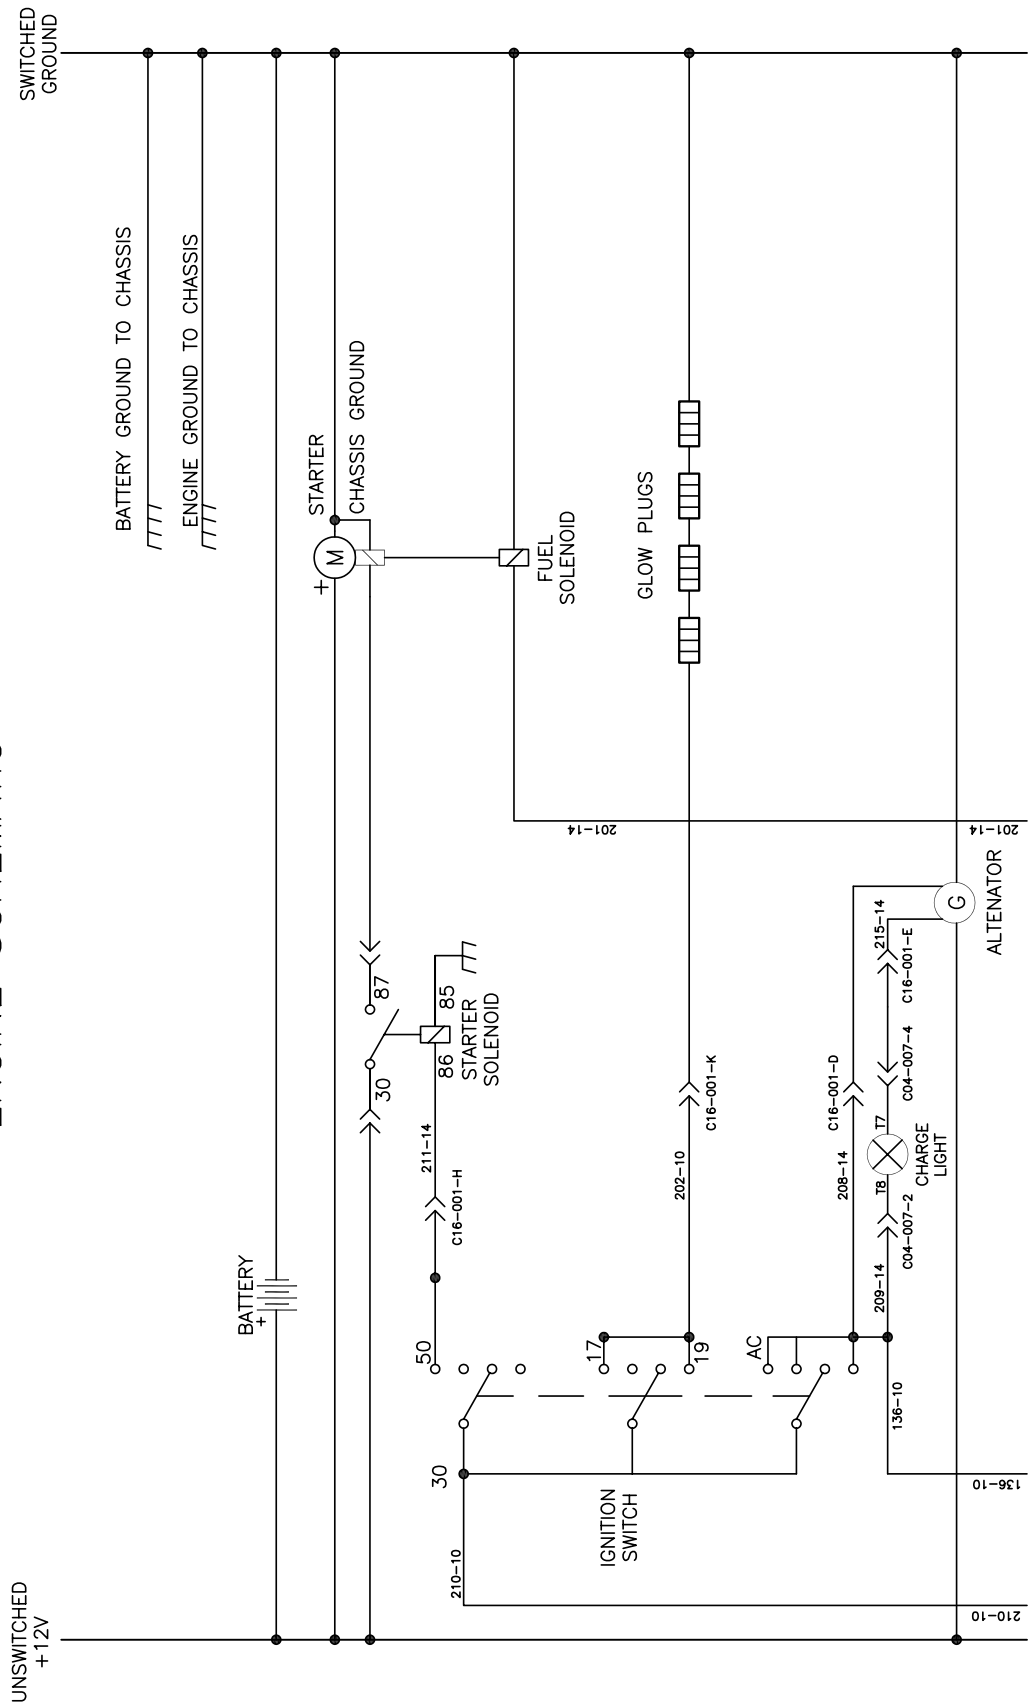 SWITCHED
GROUND
BATTERY GROUND TO CHASSIS
ENGINE GROUND TO CHASSIS
STARTER
CHASSIS GROUND
M
+
FUEL
SOLENOID
GLOW PLUGS
201-14
201-14
ALTENATOR
G
215-14
C16-001-E
87
30
85
86
STARTER
SOLENOID
211-14
C16-001-H
C16-001-K
202-10
C16-001-D
208-14
C04-007-4
T7
CHARGE
LIGHT
T8
C04-007-2
209-14
BATTERY
+
50
17
19
AC
136-10
136-10
30
IGNITION
SWITCH
210-10
210-10
UNSWITCHED
+12V